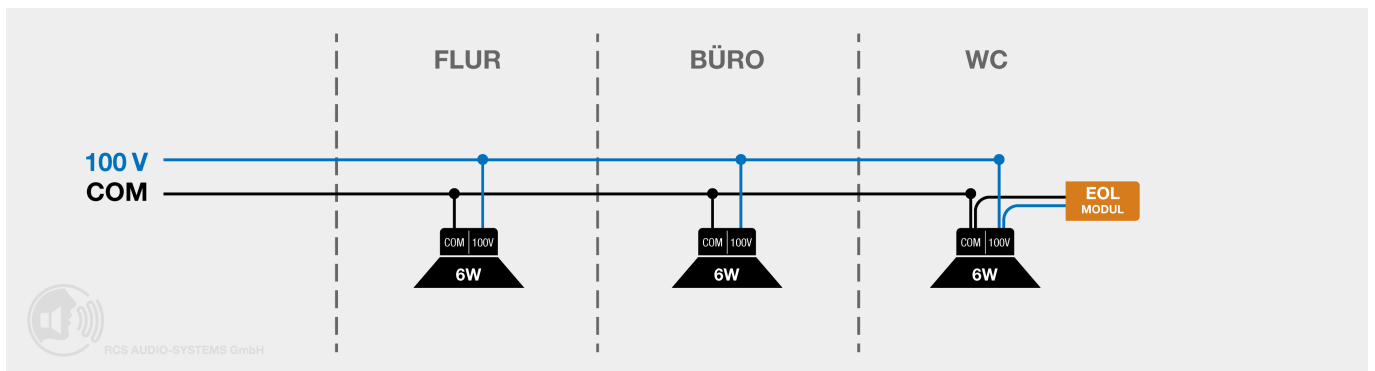 FLUR
BÜRO
WC
100 V
COM
EOL
MODUL
COM 100V
6W
COM 100V
6W
COM 100V
6W
RCS AUDIO-SYSTEMS GmbH